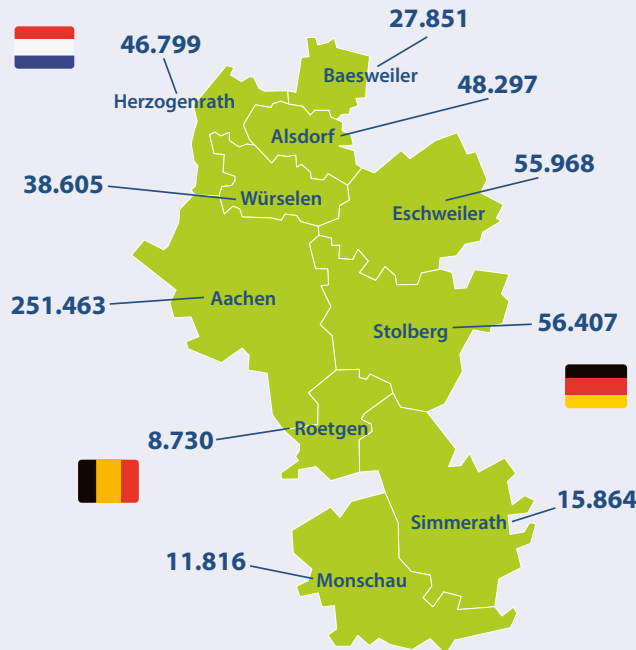 27.851
46.799
Baesweiler
48.297
Herzogenrath
Alsdorf
55.968
38.605
Würselen
Eschweiler
251.463
Aachen
56.407
Stolberg
8.730
Roetgen
15.864
Simmerath
11.816
Monschau